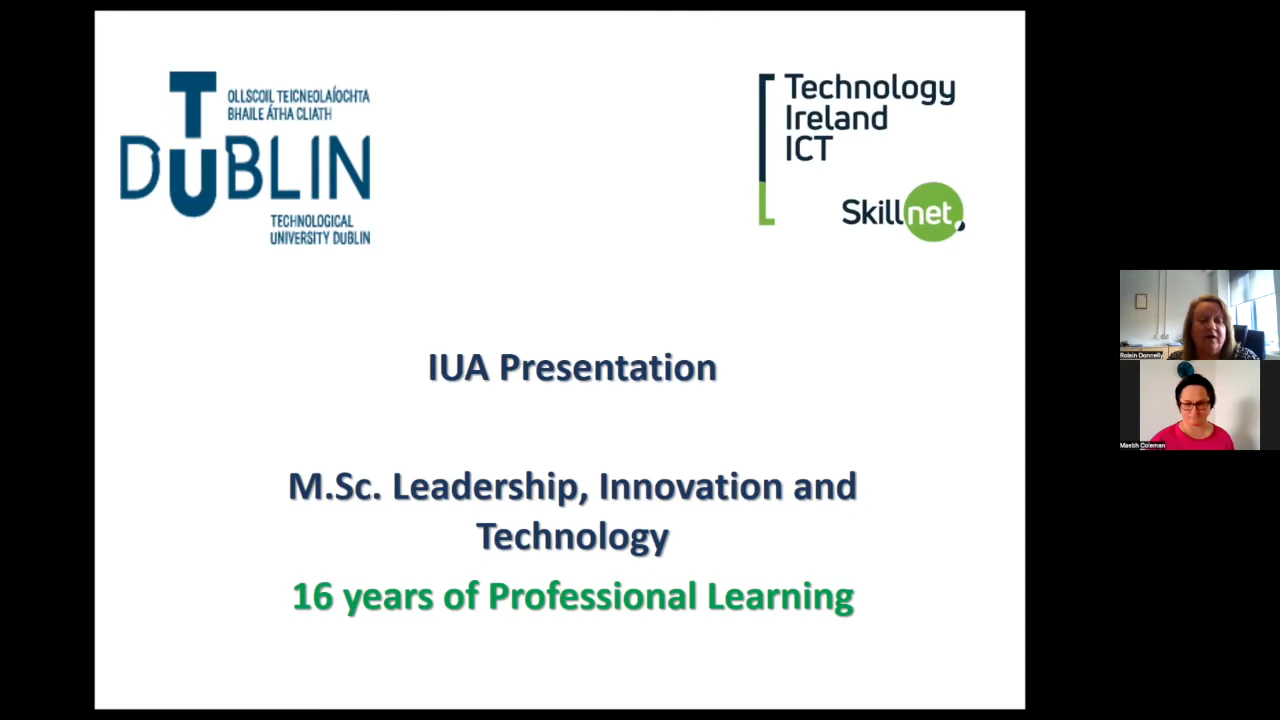 OLLSCOIL TEICNEOLAÍOCHTA
BHAILE ÁTHA CLIATH
TU DUBLIN
TECHNOLOGICAL
UNIVERSITY DUBLIN
Technology
Ireland
ICT
Skillnet
IUA Presentation
M.Sc. Leadership, Innovation and
Technology
16 years of Professional Learning
Roisin Donnelly
Maebh Coleman